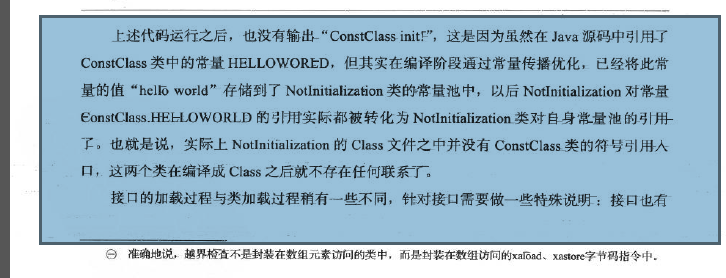 上述代码运行之后，也没有输出“ConstClass init!”，这是因为虽然在 Java 源码中引用了
ConstClass 类中的常量 HELLOWORLD，但其实在编译阶段通过常量传播优化，已经将此常
量的值“hello world”存储到了 NotInitialization 类的常量池中，以后 NotInitialization 对常量
ConstClass.HELLOWORLD 的引用实际都被转化为 NotInitialization 类对自身常量池的引用
了。也就是说，实际上 NotInitialization 的 Class 文件之中并没有 ConstClass 类的符号引用入
口，这两个类在编译成 Class 之后就不存在任何联系了。
接口的加载过程与类加载过程稍有一些不同，针对接口需要做一些特殊说明：接口也有
㊀ 准确地说，越界检查不是封装在数组元素访问的类中，而是封装在数组访问的xaload、xastore字节码指令中。